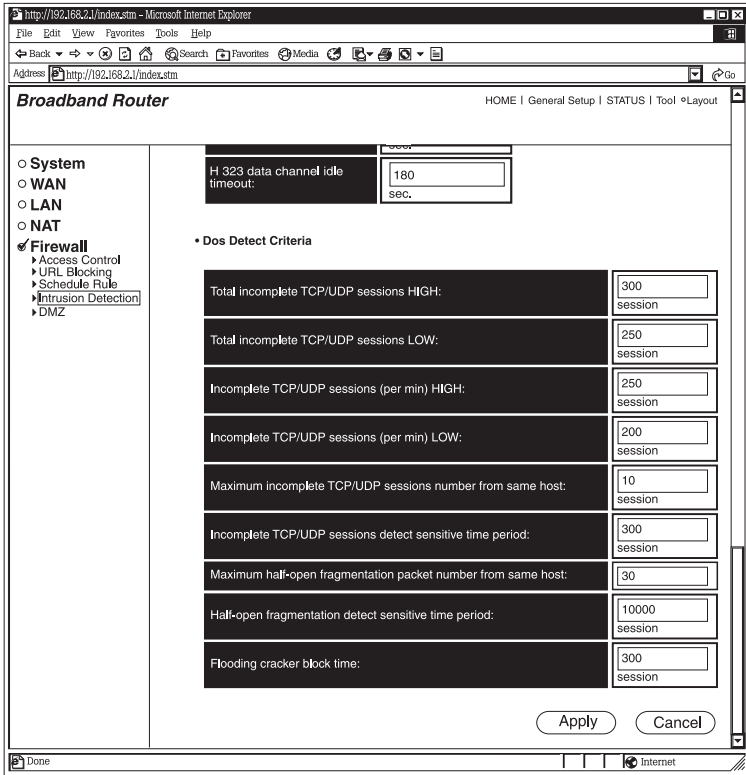 http://192.168.2.1/index.stm – Microsoft Internet Explorer
File Edit View Favorites Tools Help
Back Search Favorites Media
Address http://192.168.2.1/index.stm Go
Broadband Router
HOME | General Setup | STATUS | Tool Layout
System
WAN
LAN
NAT
Firewall
Access Control
URL Blocking
Schedule Rule
Intrusion Detection
DMZ
sec.
H 323 data channel idle
timeout:
180
sec.
• Dos Detect Criteria
Total incomplete TCP/UDP sessions HIGH:
300
session
Total incomplete TCP/UDP sessions LOW:
250
session
Incomplete TCP/UDP sessions (per min) HIGH:
250
session
Incomplete TCP/UDP sessions (per min) LOW:
200
session
Maximum incomplete TCP/UDP sessions number from same host:
10
session
Incomplete TCP/UDP sessions detect sensitive time period:
300
session
Maximum half-open fragmentation packet number from same host:
30
Half-open fragmentation detect sensitive time period:
10000
session
Flooding cracker block time:
300
session
Apply Cancel
Done Internet